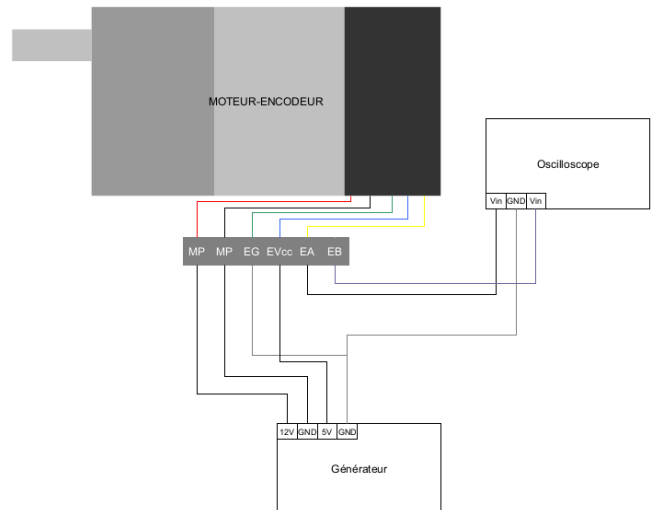 MOTEUR-ENCODEUR
Oscilloscope
Vin GND Vin
MP MP EG EVcc EA EB
12V GND 5V GND
Générateur